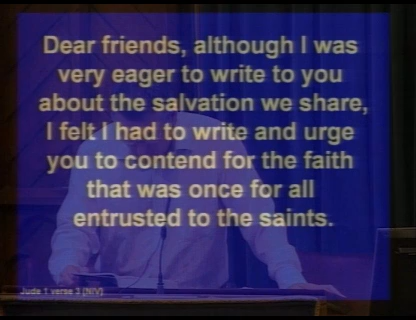 Dear friends, although I was
very eager to write to you
about the salvation we share,
I felt I had to write and urge
you to contend for the faith
that was once for all
entrusted to the saints.
Jude 1 verse 3 (NIV)